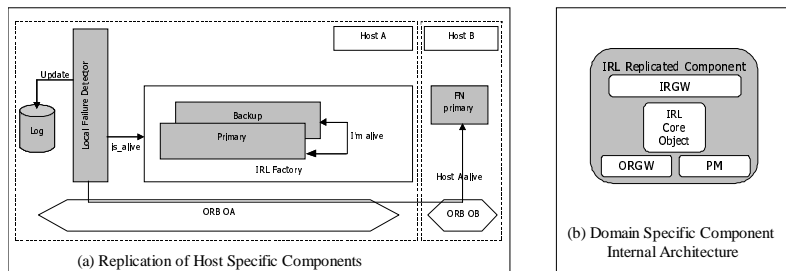 Host A
Host B
Update
Local Failure Detector
Log
is_alive
Backup
Primary
I'm alive
IRL Factory
FN
primary
Host A alive
ORB OA
ORB OB
(a) Replication of Host Specific Components
IRL Replicated Component
IRGW
IRL
Core
Object
ORGW
PM
(b) Domain Specific Component
Internal Architecture